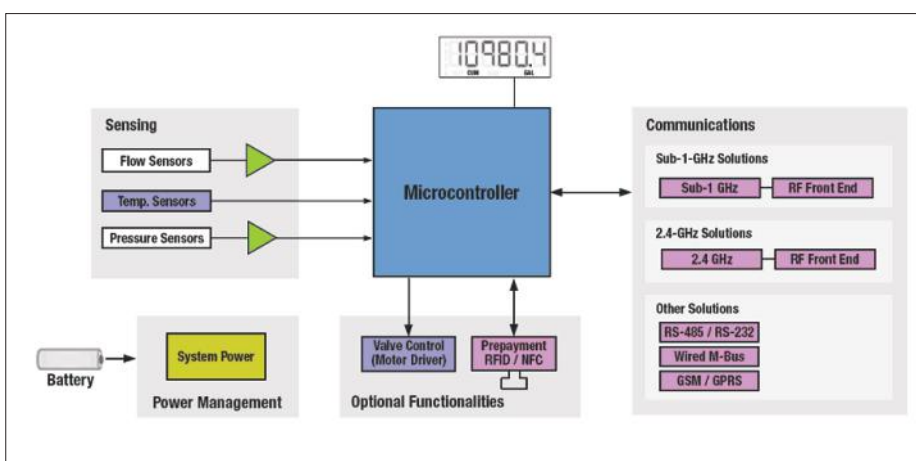 10980.4
CUM GAL
Sensing
Flow Sensors
Temp. Sensors
Pressure Sensors
Microcontroller
Communications
Sub-1-GHz Solutions
Sub-1 GHz RF Front End
2.4-GHz Solutions
2.4 GHz RF Front End
Other Solutions
RS-485 / RS-232
Wired M-Bus
GSM / GPRS
Battery
System Power
Power Management
Valve Control
(Motor Driver)
Prepayment
RFID / NFC
Optional Functionalities